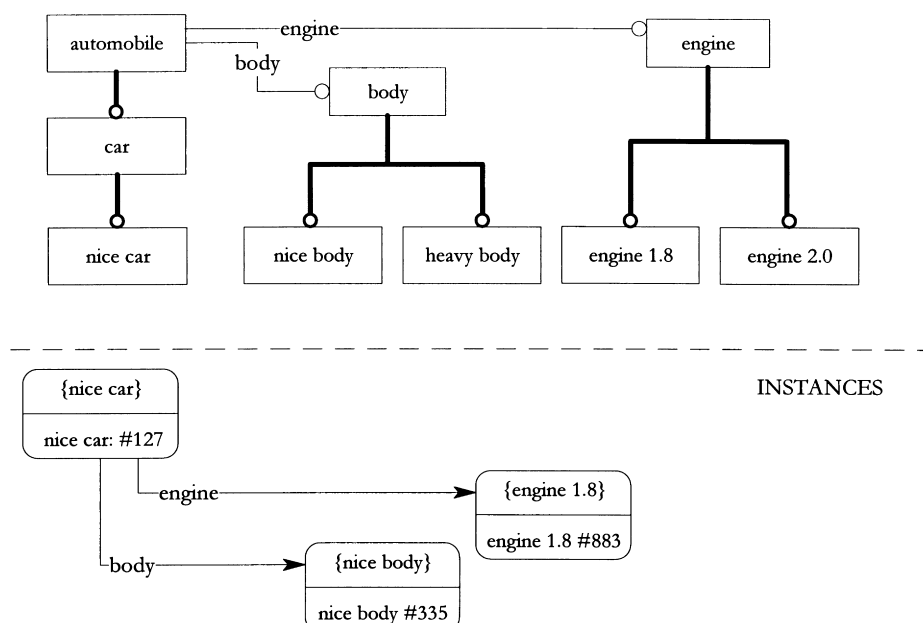 automobile
engine
engine
body
body
car
nice car
nice body
heavy body
engine 1.8
engine 2.0
INSTANCES
{nice car}
nice car: #127
engine
{engine 1.8}
engine 1.8 #883
body
{nice body}
nice body #335